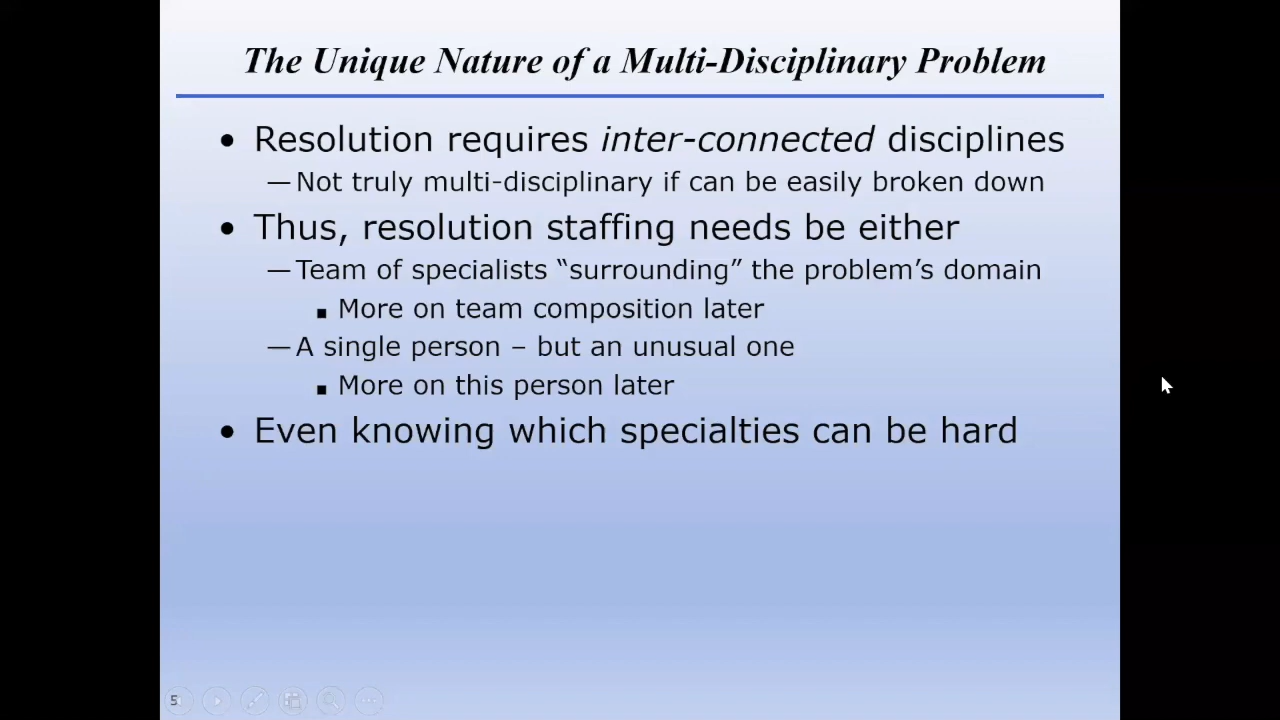 The Unique Nature of a Multi-Disciplinary Problem
• Resolution requires inter-connected disciplines
— Not truly multi-disciplinary if can be easily broken down
• Thus, resolution staffing needs be either
— Team of specialists “surrounding” the problem’s domain
▪ More on team composition later
— A single person – but an unusual one
▪ More on this person later
• Even knowing which specialties can be hard
5